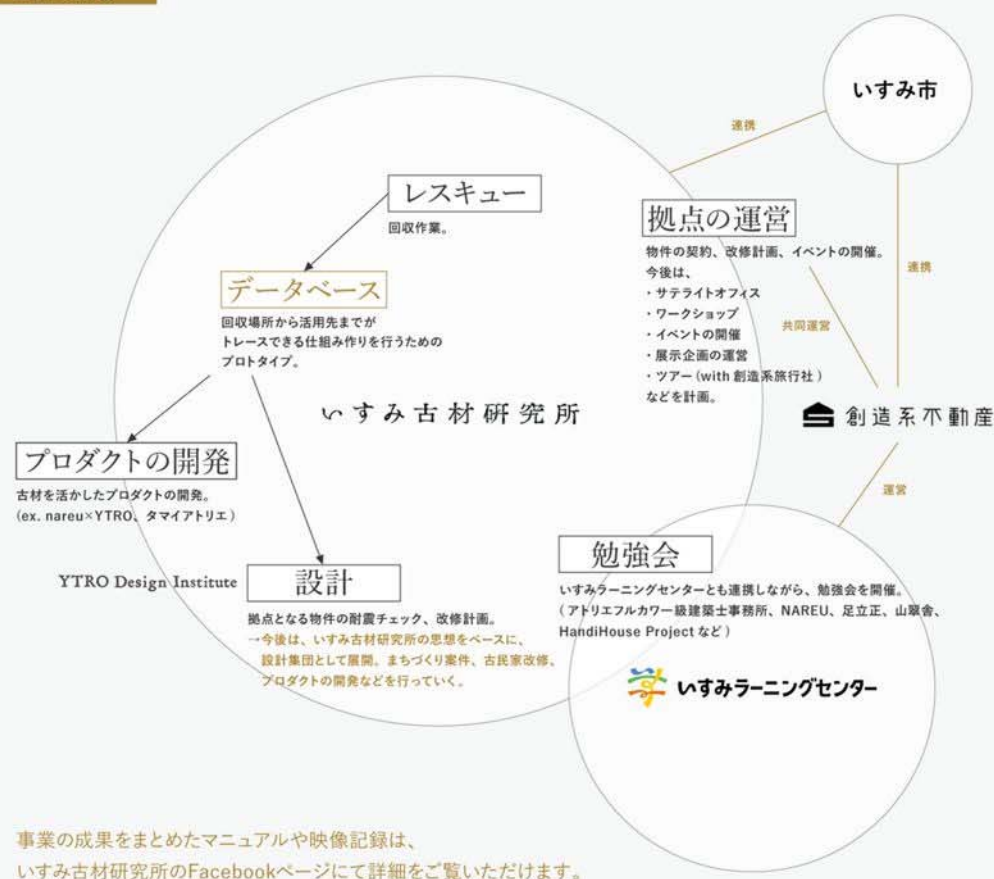 いすみ市
連携
レスキュー
回収作業。
拠点の運営
物件の契約、改修計画、イベントの開催。
今後は、
・サテライトオフィス
・ワークショップ
・イベントの開催
・展示企画の運営
・ツアー(with 創造系旅行社)
などを計画。
連携
共同運営
データベース
回収場所から活用先までが
トレースできる仕組み作りを行うための
プロトタイプ。
いすみ古材研究所
創造系不動産
プロダクトの開発
古材を活かしたプロダクトの開発。
(ex. nareu×YTRO、タマイアトリエ)
運営
YTRO Design Institute
設計
拠点となる物件の耐震チェック、改修計画。
→今後は、いすみ古材研究所の思想をベースに、
設計集団として展開。まちづくり案件、古民家改修、
プロダクトの開発などを行っていく。
勉強会
いすみラーニングセンターとも連携しながら、勉強会を開催。
(アトリエフルカワ一級建築士事務所、NAREU、足立正、山翠舎、
HandiHouse Project など)
いすみラーニングセンター
事業の成果をまとめたマニュアルや映像記録は、
いすみ古材研究所のFacebookページにて詳細をご覧いただけます。